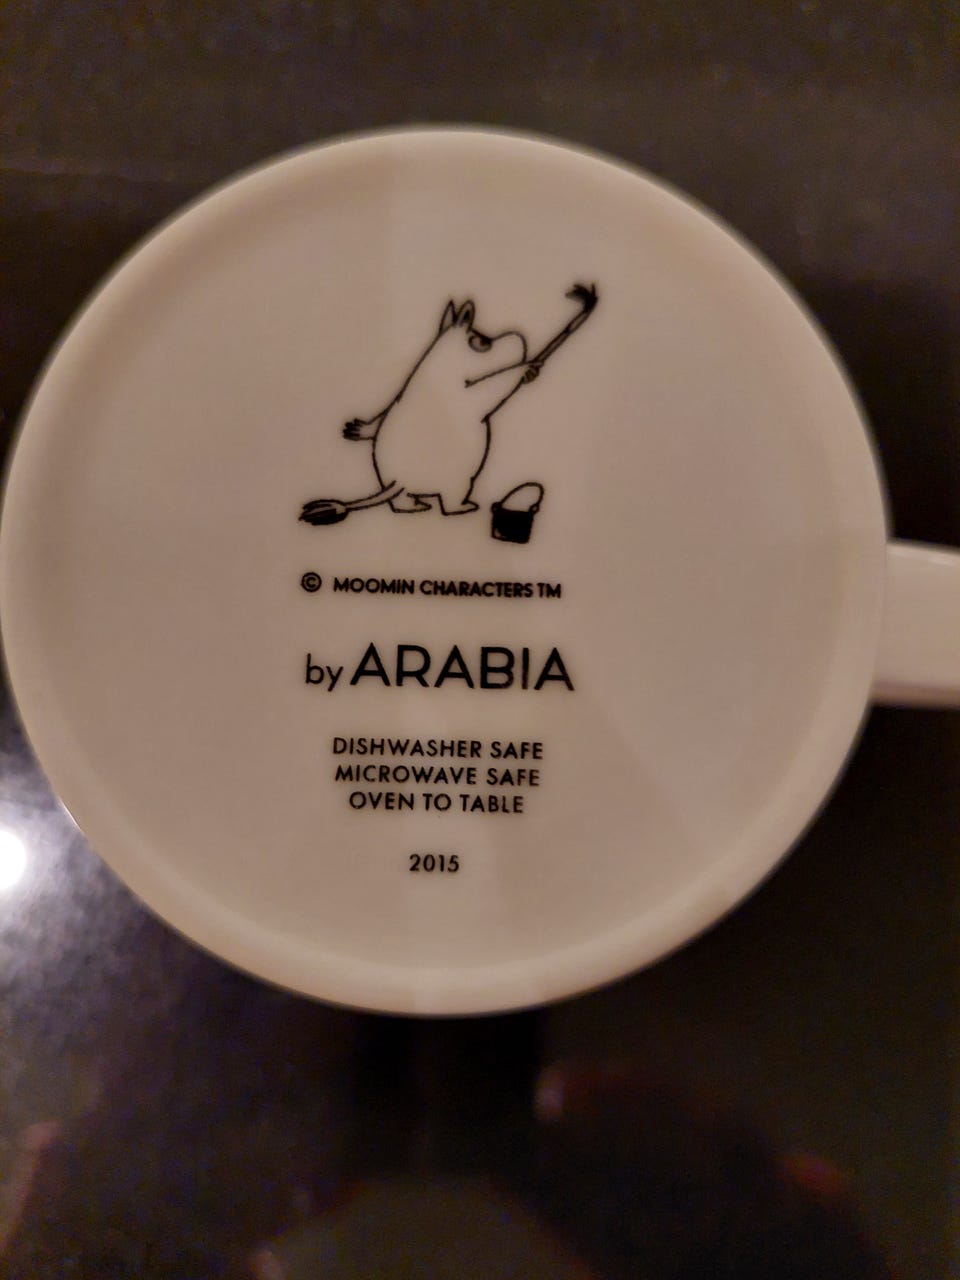 © MOOMIN CHARACTERS TM
by ARABIA
DISHWASHER SAFE
MICROWAVE SAFE
OVEN TO TABLE
2015